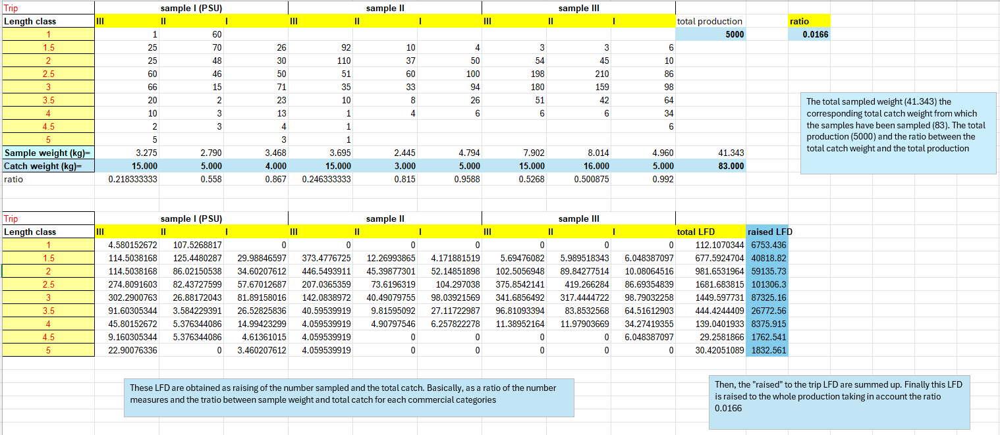 Trip sample I (PSU) sample II sample III
Length class III II I III II I III II I total production ratio
1 1 60 5000 0.0166
1.5 25 70 26 92 10 4 3 3 6
2 25 48 30 110 37 50 54 45 10
2.5 60 46 50 51 60 100 198 210 86
3 66 15 71 35 33 94 180 159 98
3.5 20 2 23 10 8 26 51 42 64
4 10 3 13 1 4 6 6 6 34
4.5 2 3 4 1 6
5 5 3 1
Sample weight (kg)= 3.275 2.790 3.468 3.695 2.445 4.794 7.902 8.014 4.960 41.343
Catch weight (kg)= 15.000 5.000 4.000 15.000 3.000 5.000 15.000 16.000 5.000 83.000
ratio 0.218333333 0.558 0.867 0.246333333 0.815 0.9588 0.5268 0.500875 0.992
The total sampled weight (41.343) the
corresponding total catch weight from which
the samples have been sampled (83). The total
production (5000) and the ratio between the
total catch weight and the total production
Trip sample I (PSU) sample II sample III
Length class III II I III II I III II I total LFD raised LFD
1 4.580152672 107.5268817 0 0 0 0 0 0 0 112.1070344 6753.436
1.5 114.5038168 125.4480287 29.98846597 373.4776725 12.26993865 4.171881519 5.69476082 5.989518343 6.048387097 677.5924704 40818.82
2 114.5038168 86.02150538 34.60207612 446.5493911 45.39877301 52.14851898 102.5056948 89.84277514 10.08064516 981.6531964 59135.73
2.5 274.8091603 82.43727599 57.67012687 207.0365359 73.6196319 104.297038 375.8542141 419.266284 86.69354839 1681.683815 101306.3
3 302.2900763 26.88172043 81.89158016 142.0838972 40.49079755 98.03921569 341.6856492 317.4444722 98.79032258 1449.597731 87325.16
3.5 91.60305344 3.584229391 26.52825836 40.59539919 9.81595092 27.11722987 96.81093394 83.8532568 64.51612903 444.4244409 26772.56
4 45.80152672 5.376344086 14.99423299 4.059539919 4.90797546 6.257822278 11.38952164 11.97903669 34.27419355 139.0401933 8375.915
4.5 9.160305344 5.376344086 4.61361015 4.059539919 0 0 0 0 6.048387097 29.2581866 1762.541
5 22.90076336 0 3.460207612 4.059539919 0 0 0 0 0 30.42051089 1832.561
These LFD are obtained as raising of the number sampled and the total catch. Basically, as a ratio of the number
measures and the tratio between sample weight and total catch for each commercial categories
Then, the "raised" to the trip LFD are summed up. Finally this LFD
is raised to the whole production taking in account the ratio
0.0166